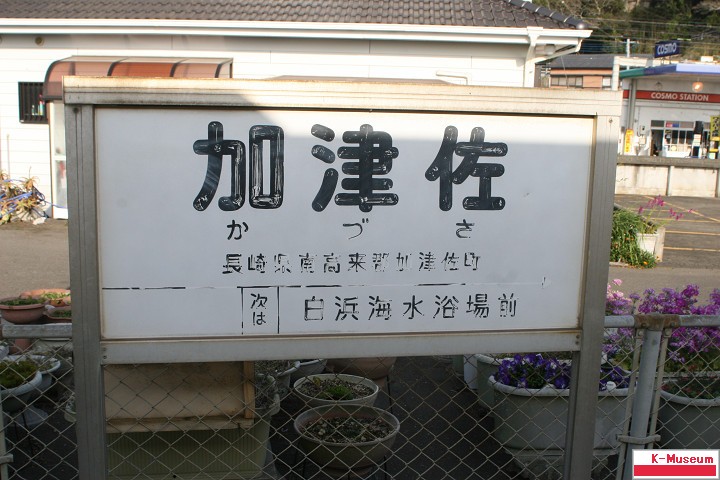 加津佐
かづさ
長崎県南高来郡加津佐町
次は 白浜海水浴場前
COSMO
COSMO STATION
K-Museum